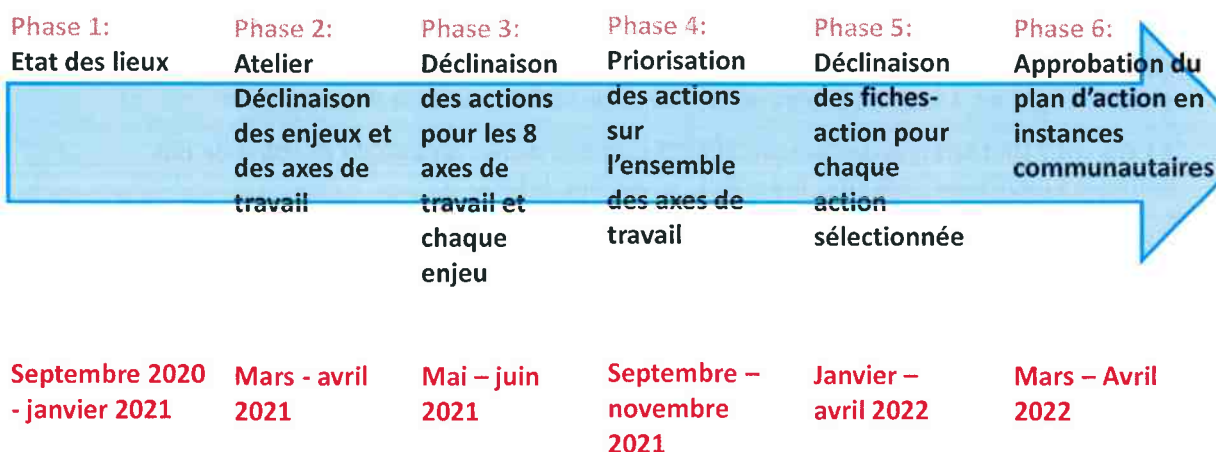 Phase 1:
Etat des lieux
Septembre 2020
- janvier 2021
Phase 2:
Atelier
Déclinaison
des enjeux et
des axes de
travail
Mars - avril
2021
Phase 3:
Déclinaison
des actions
pour les 8
axes de
travail et
chaque
enjeu
Mai – juin
2021
Phase 4:
Priorisation
des actions
sur
l'ensemble
des axes de
travail
Septembre –
novembre
2021
Phase 5:
Déclinaison
des fiches-
action pour
chaque
action
sélectionnée
Janvier –
avril 2022
Phase 6:
Approbation du
plan d'action en
instances
communautaires
Mars – Avril
2022